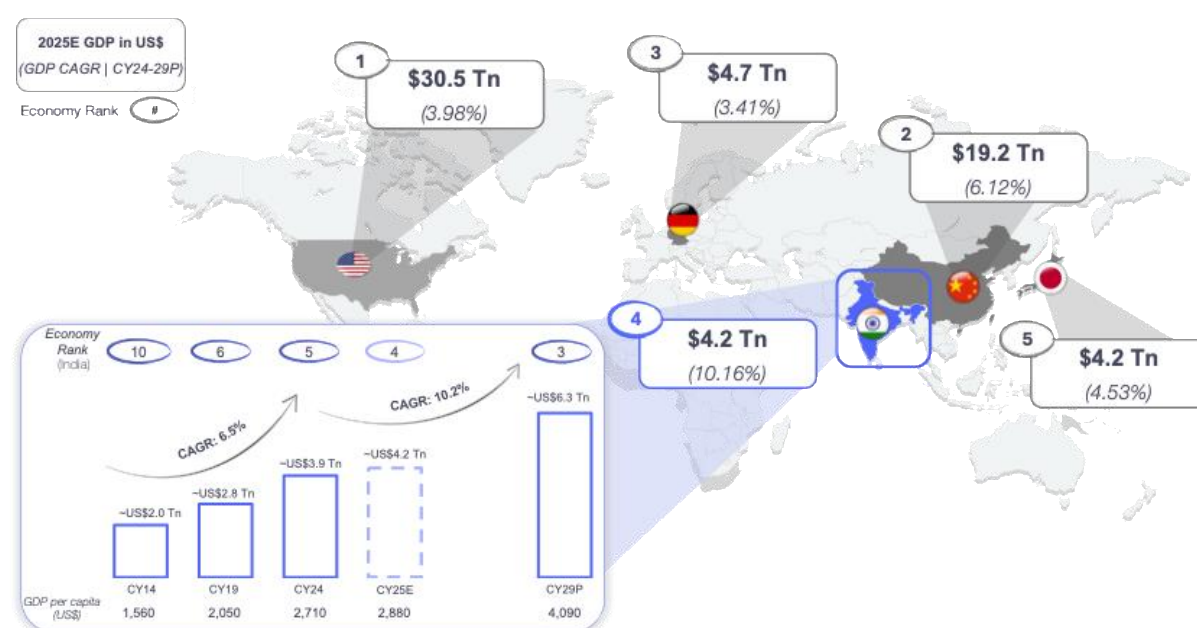 2025E GDP in US$
(GDP CAGR | CY24-29P)
Economy Rank #
1
$30.5 Tn
(3.98%)
3
$4.7 Tn
(3.41%)
2
$19.2 Tn
(6.12%)
4
$4.2 Tn
(10.16%)
5
$4.2 Tn
(4.53%)
Economy
Rank
(India)
10 6 5 4 3
CAGR: 6.5%
CAGR: 10.2%
~US$2.0 Tn
~US$2.8 Tn
~US$3.9 Tn
~US$4.2 Tn
~US$6.3 Tn
CY14 CY19 CY24 CY25E CY29P
GDP per capita
(US$)
1,560 2,050 2,710 2,880 4,090